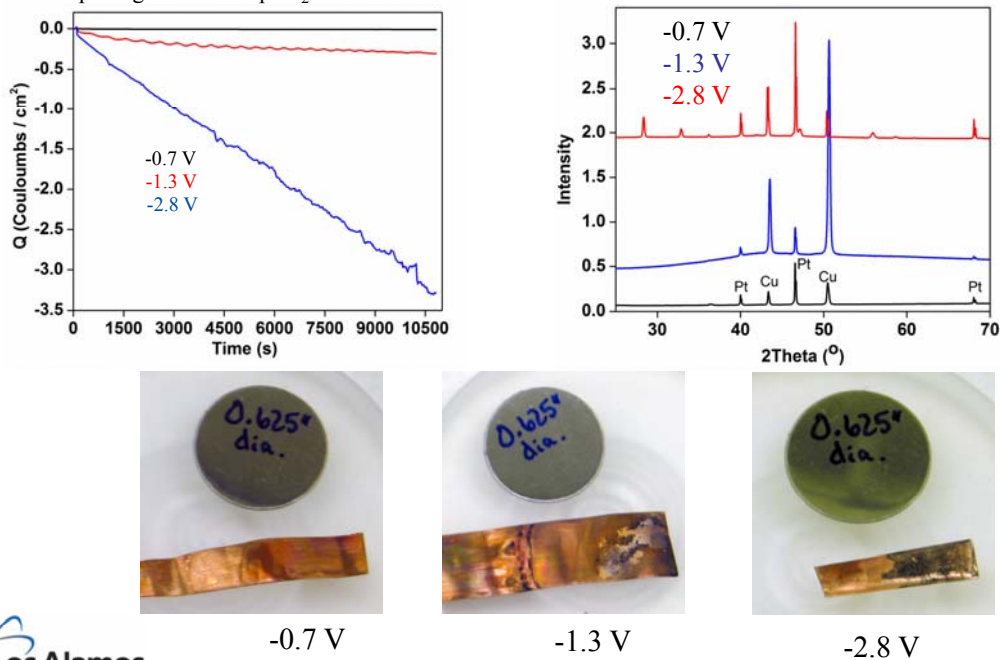 0.0
-0.5
-1.0
-1.5
-2.0
-2.5
-3.0
-3.5
Q (Couloumbs / cm²)
-0.7 V
-1.3 V
-2.8 V
0 1500 3000 4500 6000 7500 9000 10500
Time (s)
3.0
2.5
2.0
1.5
1.0
0.5
0.0
Intensity
-0.7 V
-1.3 V
-2.8 V
Pt Cu Pt Cu Pt
30 40 50 60 70
2Theta (O)
0.625"
dia.
0.625"
dia.
0.625"
dia.
-0.7 V -1.3 V -2.8 V
Alamos